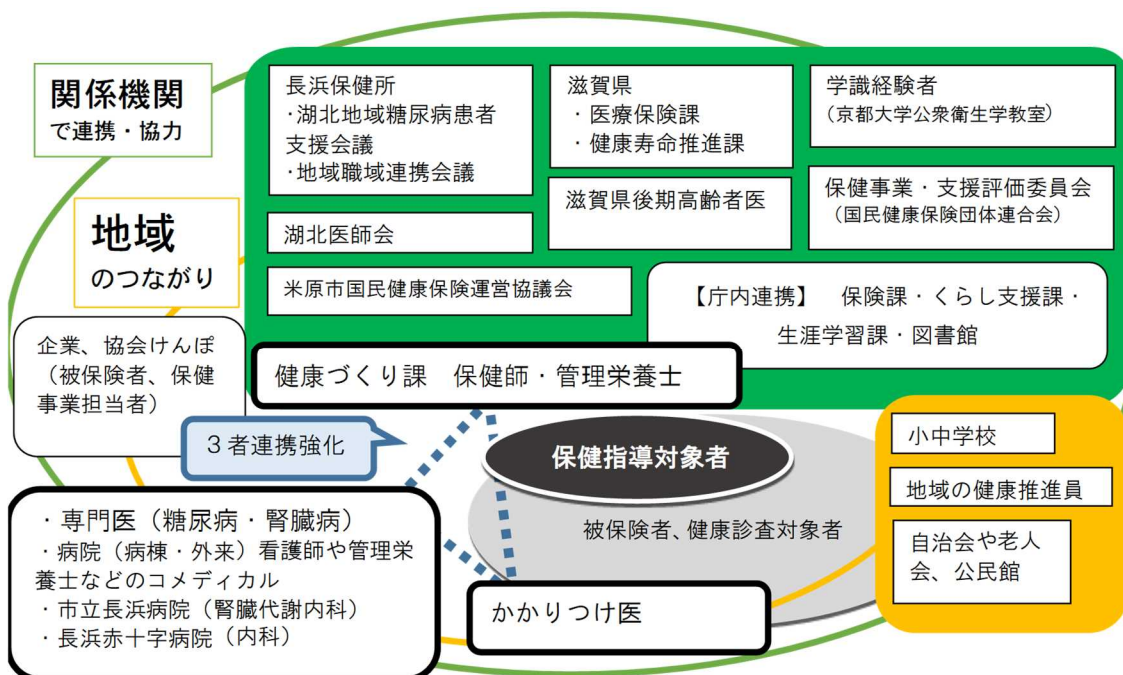 関係機関
で連携・協力
地域
のつながり
長浜保健所
・湖北地域糖尿病患者
支援会議
・地域職域連携会議
滋賀県
・医療保険課
・健康寿命推進課
学識経験者
（京都大学公衆衛生学教室）
湖北医師会
滋賀県後期高齢者医
保健事業・支援評価委員会
（国民健康保険団体連合会）
米原市国民健康保険運営協議会
【庁内連携】 保険課・くらし支援課・
生涯学習課・図書館
企業、協会けんぽ
（被保険者、保健
事業担当者）
健康づくり課 保健師・管理栄養士
３者連携強化
保健指導対象者
被保険者、健康診査対象者
小中学校
地域の健康推進員
自治会や老人
会、公民館
・専門医（糖尿病・腎臓病）
・病院（病棟・外来）看護師や管理栄
養士などのコメディカル
・市立長浜病院（腎臓代謝内科）
・長浜赤十字病院（内科）
かかりつけ医